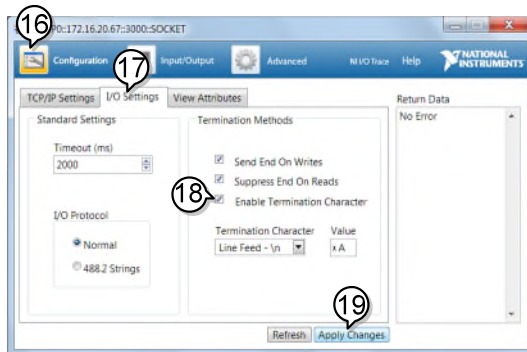 16
P0::172.16.20.67::3000::SOCKET
Configuration
17
Input/Output
Advanced
NI I/O Trace
Help
NATIONAL INSTRUMENTS
TCP/IP Settings
I/O Settings
View Attributes
Return Data
Standard Settings
Termination Methods
No Error
Timeout (ms)
2000
Send End On Writes
Suppress End On Reads
18
Enable Termination Character
I/O Protocol
Termination Character
Value
Normal
Line Feed - \n
xA
488.2 Strings
19
Refresh
Apply Changes